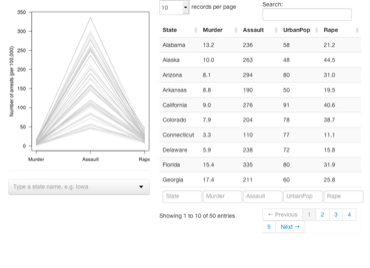 350
300
250
200
150
100
50
0
Number of arrests (per 100,000)
Murder Assault Rape
Type a state name, e.g. Iowa
10 records per page
Search:
State Murder Assault UrbanPop Rape
Alabama 13.2 236 58 21.2
Alaska 10.0 263 48 44.5
Arizona 8.1 294 80 31.0
Arkansas 8.8 190 50 19.5
California 9.0 276 91 40.6
Colorado 7.9 204 78 38.7
Connecticut 3.3 110 77 11.1
Delaware 5.9 238 72 15.8
Florida 15.4 335 80 31.9
Georgia 17.4 211 60 25.8
State Murder Assault UrbanPop Rape
Showing 1 to 10 of 50 entries
← Previous 1 2 3 4
5 Next →